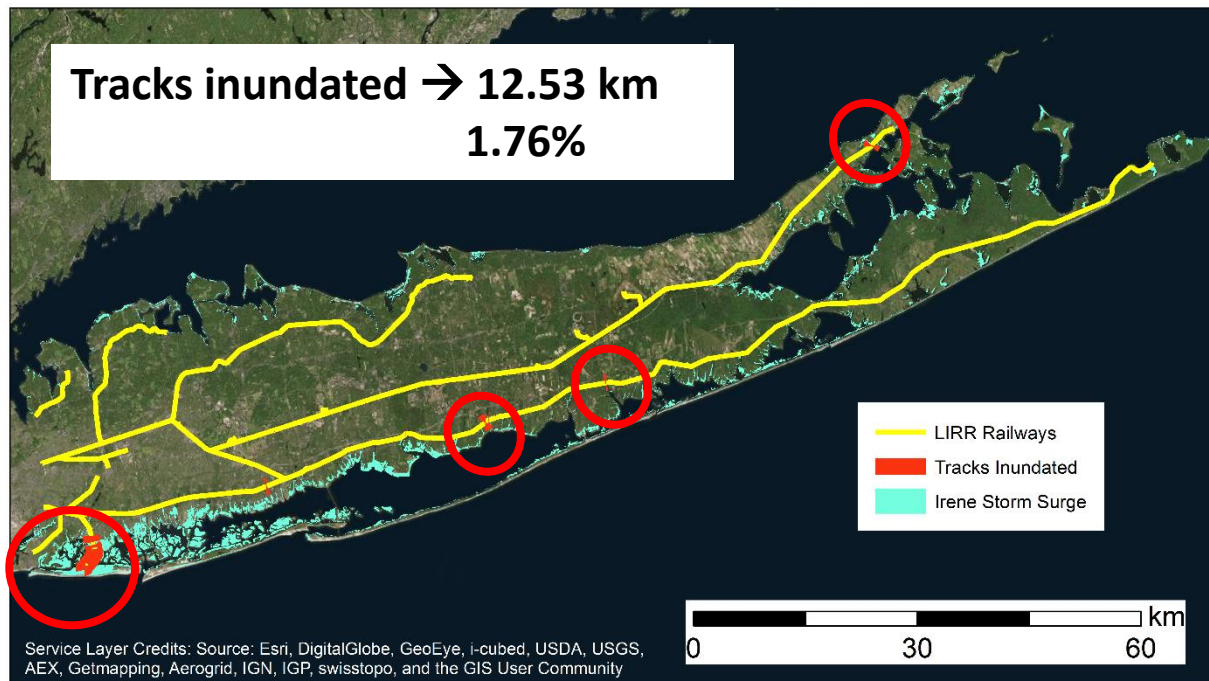 Tracks inundated → 12.53 km
1.76%
LIRR Railways
Tracks Inundated
Irene Storm Surge
km
0 30 60
Service Layer Credits: Source: Esri, DigitalGlobe, GeoEye, i-cubed, USDA, USGS,
AEX, Getmapping, Aerogrid, IGN, IGP, swisstopo, and the GIS User Community